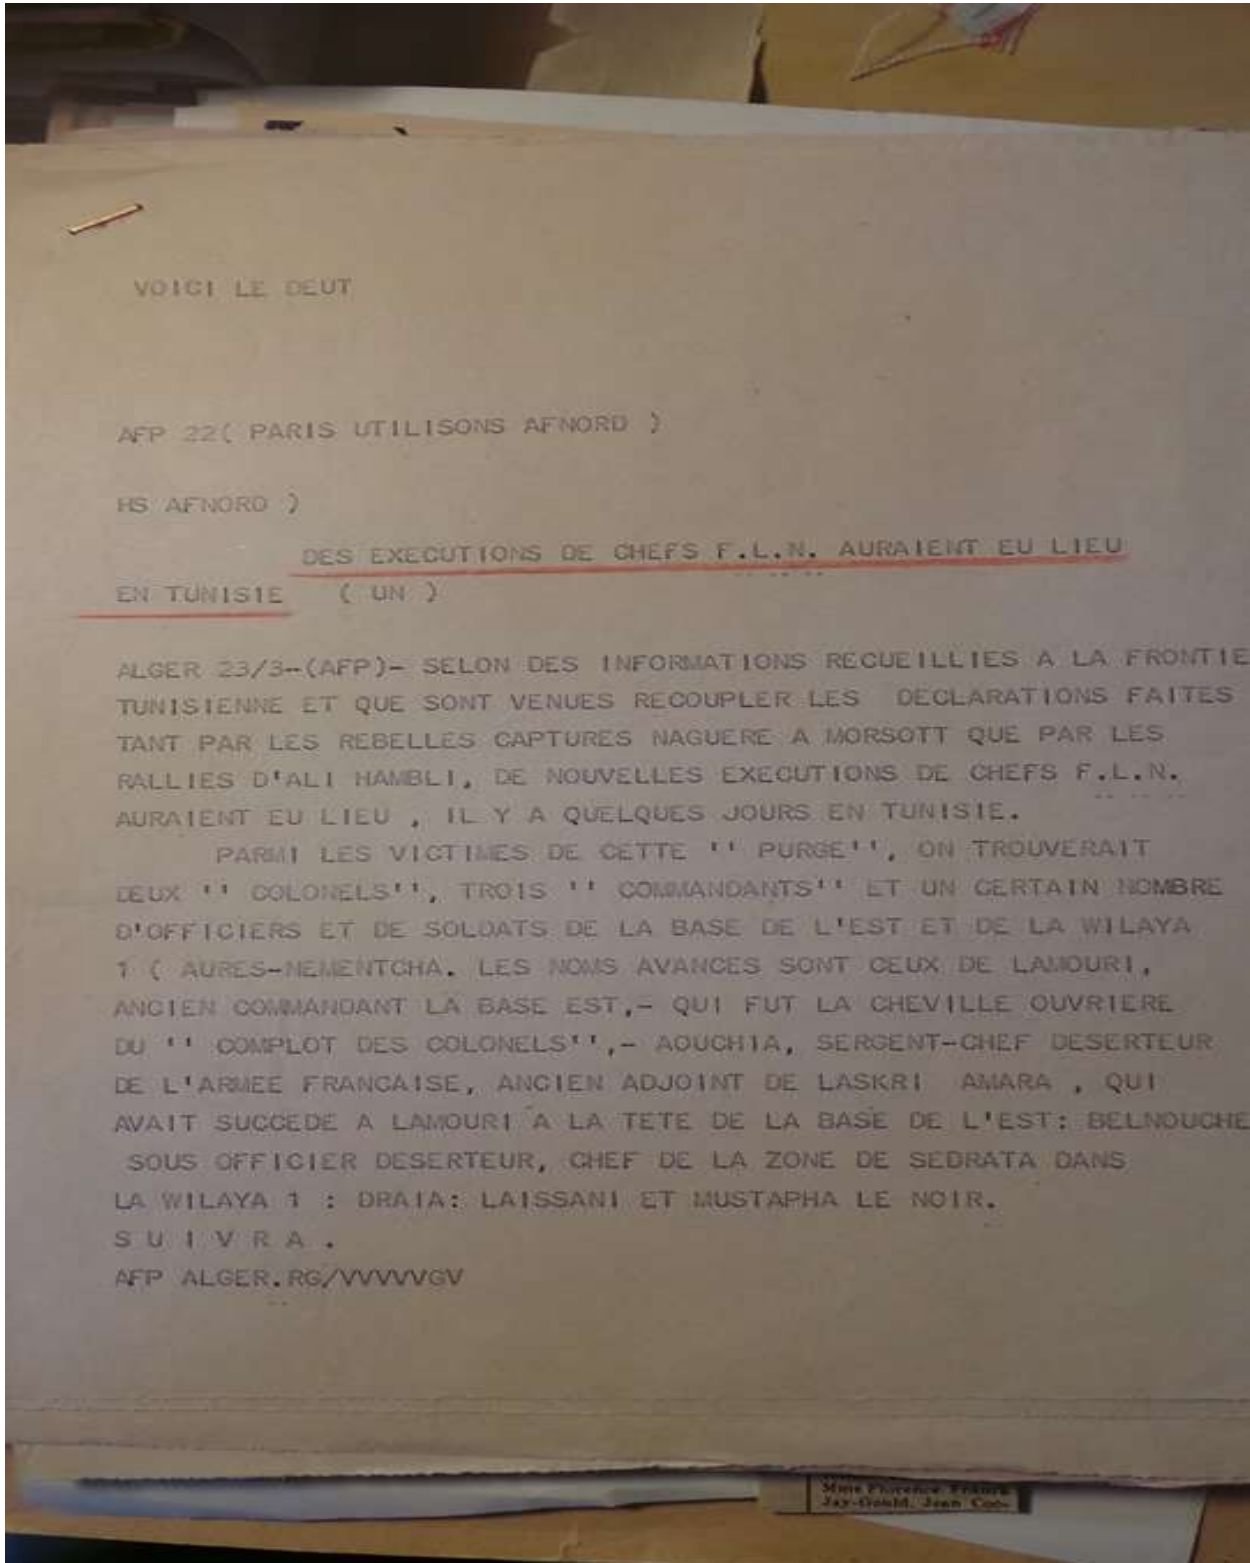 VOICI LE DEUT
AFP 22( PARIS UTILISONS AFNORD )
HS AFNORD )
DES EXECUTIONS DE CHEFS F.L.N. AURAIENT EU LIEU
EN TUNISIE ( UN )
ALGER 23/3-(AFP)- SELON DES INFORMATIONS RECUEILLIES A LA FRONTIE
TUNISIENNE ET QUE SONT VENUES RECOUPLER LES DECLARATIONS FAITES
TANT PAR LES REBELLES CAPTURES NAGUERE A MORSOTT QUE PAR LES
RALLIES D'ALI HAMBLI, DE NOUVELLES EXECUTIONS DE CHEFS F.L.N.
AURAIENT EU LIEU , IL Y A QUELQUES JOURS EN TUNISIE.
PARMI LES VICTIMES DE CETTE '' PURGE'', ON TROUVERAIT
DEUX '' COLONELS'', TROIS '' COMMANDANTS'' ET UN CERTAIN NOMBRE
D'OFFICIERS ET DE SOLDATS DE LA BASE DE L'EST ET DE LA WILAYA
1 ( AURES-NEMENTCHA. LES NOMS AVANCES SONT CEUX DE LAMOURI,
ANCIEN COMMANDANT LA BASE EST,- QUI FUT LA CHEVILLE OUVRIERE
DU '' COMPLOT DES COLONELS'',- AOUCHIA, SERGENT-CHEF DESERTEUR
DE L'ARMEE FRANCAISE, ANCIEN ADJOINT DE LASKRI AMARA , QUI
AVAIT SUCCEDE A LAMOURI A LA TETE DE LA BASE DE L'EST: BELNOUCHE
SOUS OFFICIER DESERTEUR, CHEF DE LA ZONE DE SEDRATA DANS
LA WILAYA 1 : DRAIA: LAISSANI ET MUSTAPHA LE NOIR.
S U I V R A .
AFP ALGER.RG/VVVVVGV
Mme Florence Franck
Jay-Gould, Jean Coc-